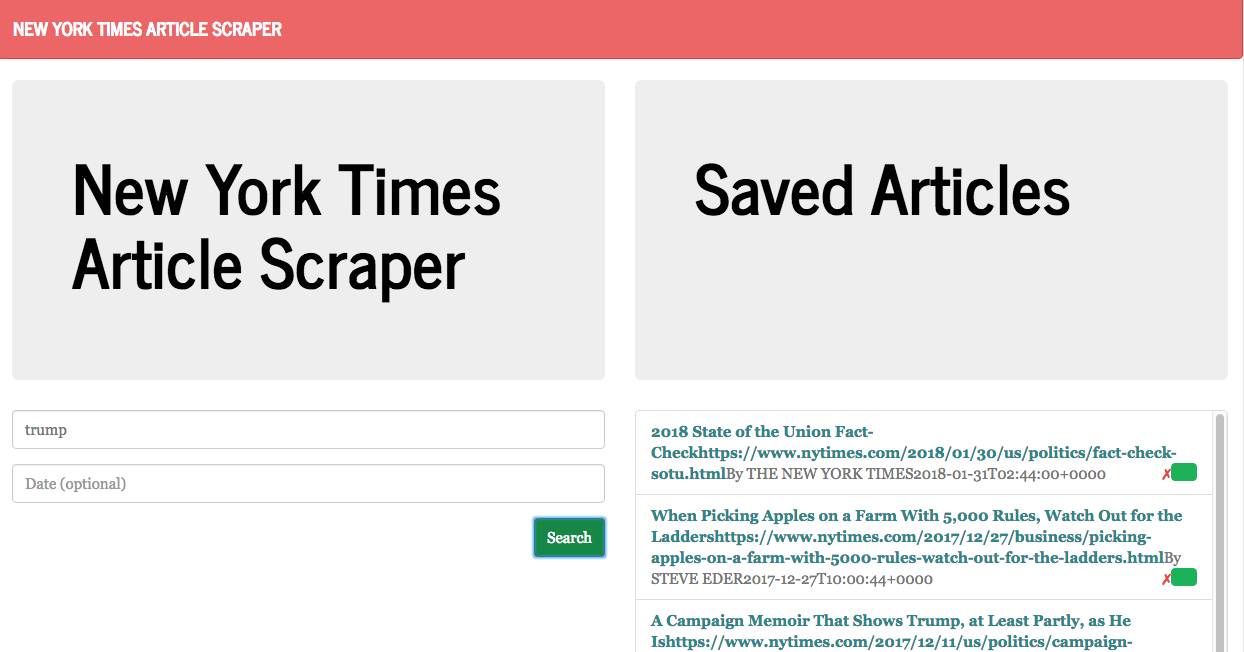 NEW YORK TIMES ARTICLE SCRAPER
New York Times
Article Scraper
trump
Date (optional)
Search
Saved Articles
2018 State of the Union Fact-
Checkhttps://www.nytimes.com/2018/01/30/us/politics/fact-check-
sotu.htmlBy THE NEW YORK TIMES2018-01-31T02:44:00+0000
✗
When Picking Apples on a Farm With 5,000 Rules, Watch Out for the
Laddershttps://www.nytimes.com/2017/12/27/business/picking-
apples-on-a-farm-with-5000-rules-watch-out-for-the-ladders.htmlBy
STEVE EDER2017-12-27T10:00:44+0000
✗
A Campaign Memoir That Shows Trump, at Least Partly, as He
Ishttps://www.nytimes.com/2017/12/11/us/politics/campaign-